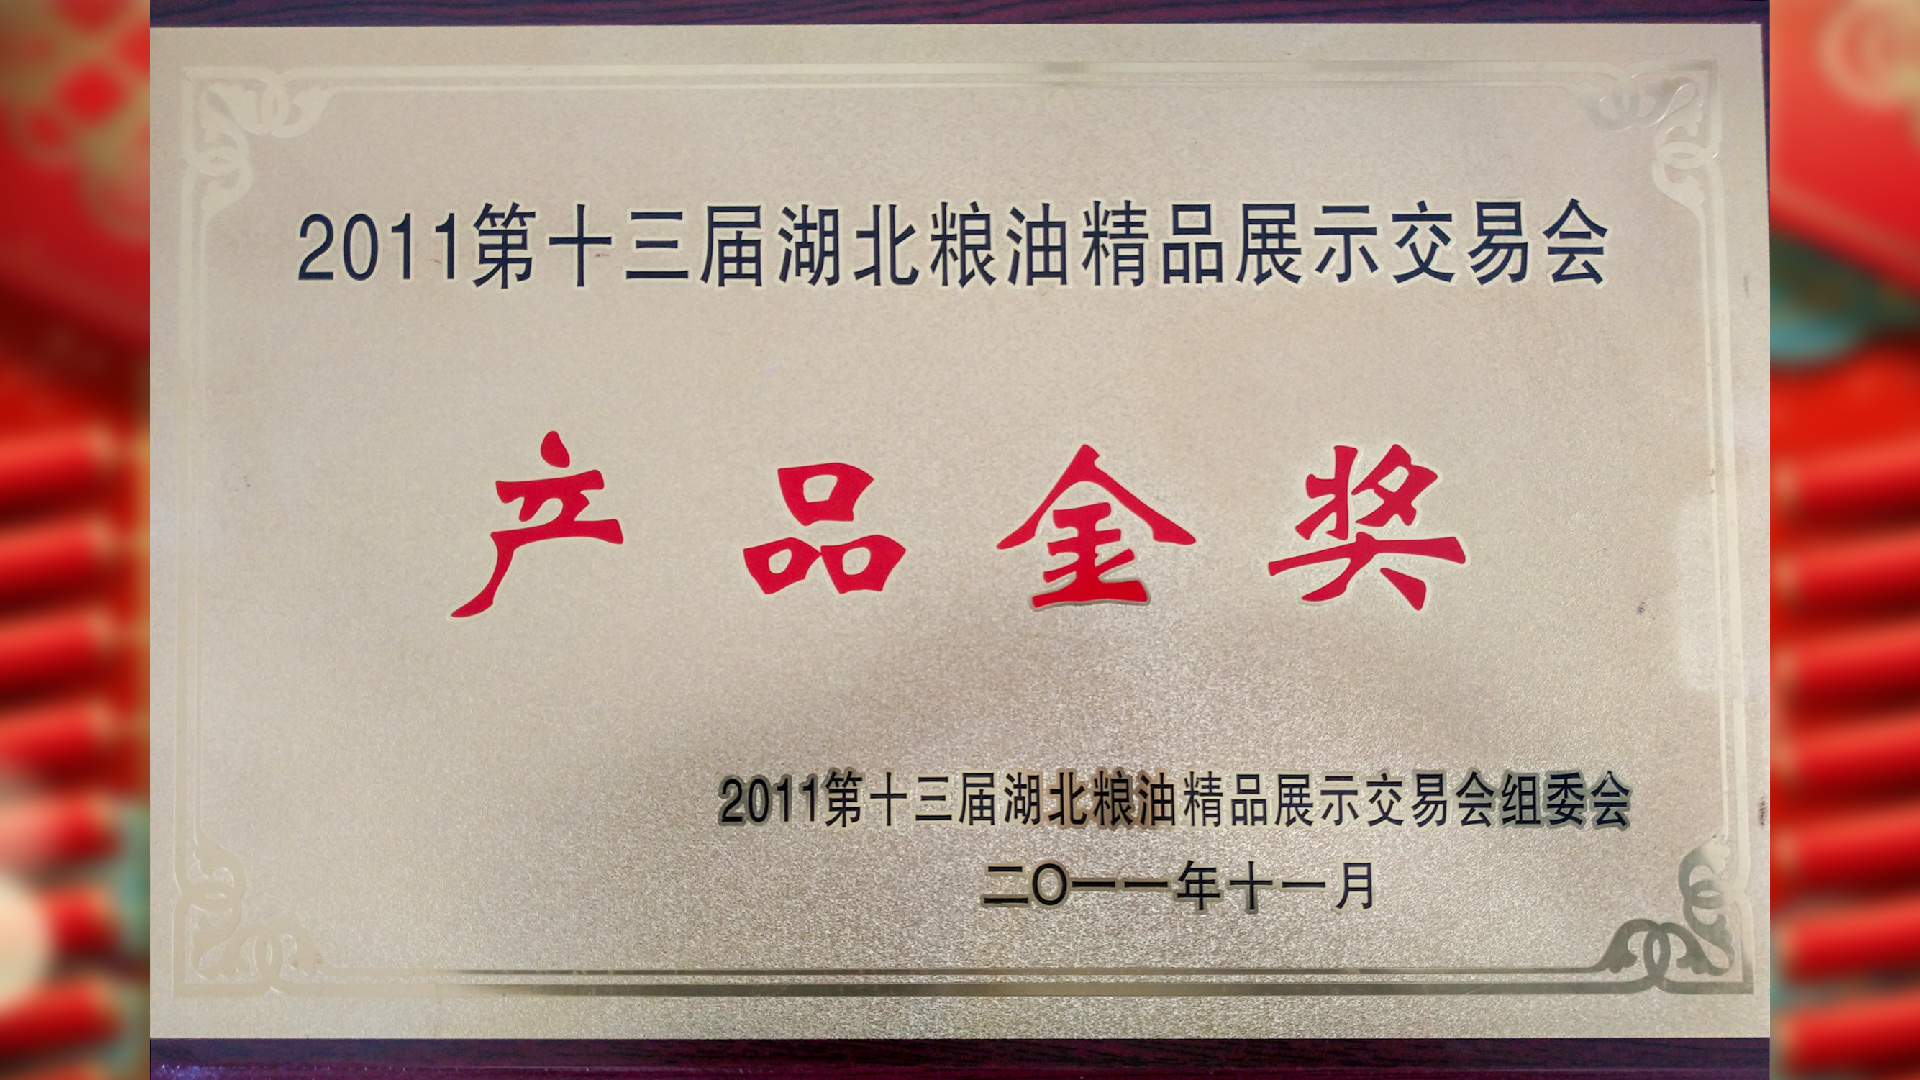 2011第十三届湖北粮油精品展示交易会
产品金奖
2011第十三届湖北粮油精品展示交易会组委会
二〇一一年十一月